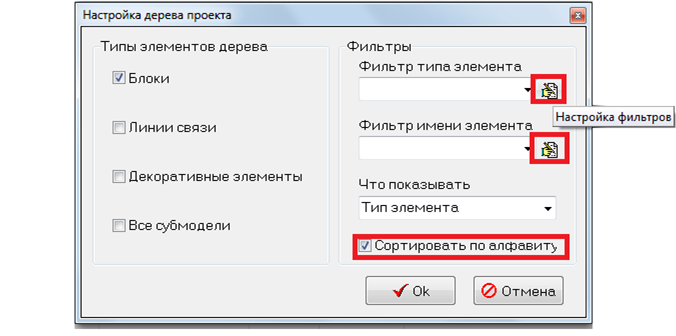 Настройка дерева проекта
Типы элементов дерева
Блоки
Линии связи
Декоративные элементы
Все субмодели
Фильтры
Фильтр типа элемента
Настройка фильтров
Фильтр имени элемента
Что показывать
Тип элемента
Сортировать по алфавиту
Ok
Отмена